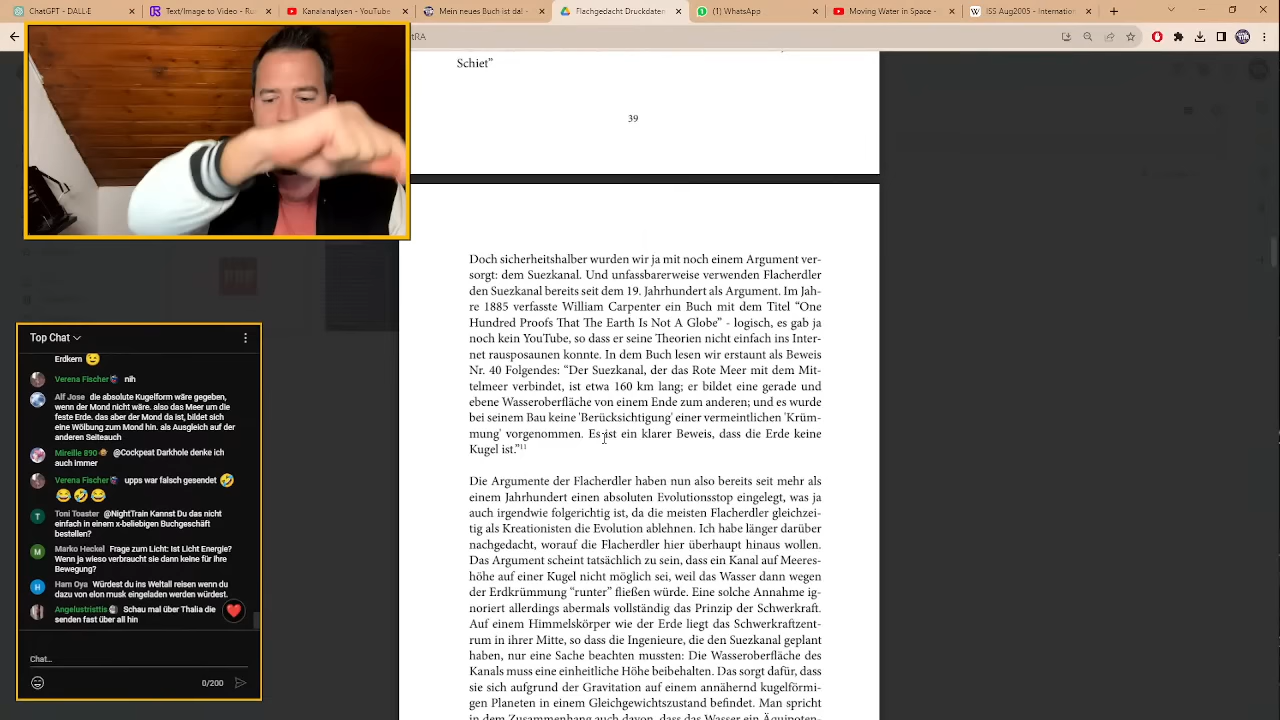 ChatGPT - DALL·E
Text/Image to Video - Ru
Kanalanalysen - YouTube
Mein neues Buch ist da! -
Flachgedacht Druckdaten
(1) WhatsApp
Moving Water in Space -
ISS Aug2005 - Internatio
tRA
Schiet”
39
Doch sicherheitshalber wurden wir ja mit noch einem Argument ver-
sorgt: dem Suezkanal. Und unfassbarerweise verwenden Flacherdler
den Suezkanal bereits seit dem 19. Jahrhundert als Argument. Im Jah-
re 1885 verfasste William Carpenter ein Buch mit dem Titel “One
Hundred Proofs That The Earth Is Not A Globe” - logisch, es gab ja
noch kein YouTube, so dass er seine Theorien nicht einfach ins Inter-
net rausposaunen konnte. In dem Buch lesen wir erstaunt als Beweis
Nr. 40 Folgendes: “Der Suezkanal, der das Rote Meer mit dem Mit-
telmeer verbindet, ist etwa 160 km lang; er bildet eine gerade und
ebene Wasseroberfläche von einem Ende zum anderen; und es wurde
bei seinem Bau keine 'Berücksichtigung' einer vermeintlichen 'Krüm-
mung' vorgenommen. Es ist ein klarer Beweis, dass die Erde keine
Kugel ist.”11
Die Argumente der Flacherdler haben nun also bereits seit mehr als
einem Jahrhundert einen absoluten Evolutionsstop eingelegt, was ja
auch irgendwie folgerichtig ist, da die meisten Flacherdler gleichzei-
tig als Kreationisten die Evolution ablehnen. Ich habe länger darüber
nachgedacht, worauf die Flacherdler hier überhaupt hinaus wollen.
Das Argument scheint tatsächlich zu sein, dass ein Kanal auf Meeres-
höhe auf einer Kugel nicht möglich sei, weil das Wasser dann wegen
der Erdkrümmung “runter” fließen würde. Eine solche Annahme ig-
noriert allerdings abermals vollständig das Prinzip der Schwerkraft.
Auf einem Himmelskörper wie der Erde liegt das Schwerkraftzent-
rum in ihrer Mitte, so dass die Ingenieure, die den Suezkanal geplant
haben, nur eine Sache beachten mussten: Die Wasseroberfläche des
Kanals muss eine einheitliche Höhe beibehalten. Das sorgt dafür, dass
sie sich aufgrund der Gravitation auf einem annähernd kugelförmi-
gen Planeten in einem Gleichgewichtszustand befindet. Man spricht
in dem Zusammenhang auch davon, dass das Wasser ein Äquipoten-
Top Chat
Erdkern 😉
Verena Fischer nih
Alf Jose die absolute Kugelform wäre gegeben,
wenn der Mond nicht wäre. also das Meer um die
feste Erde. das aber der Mond da ist, bildet sich
eine Wölbung zum Mond hin. als Ausgleich auf der
anderen Seiteauch
Mireille 890 @Cockpeat Darkhole denke ich
auch immer
Verena Fischer upps war falsch gesendet 🤣
😂🤣😂
Toni Toaster @NightTrain Kannst Du das nicht
einfach in einem x-beliebigen Buchgeschäft
bestellen?
Marko Heckel Frage zum Licht: Ist Licht Energie?
Wenn ja wieso verbraucht sie dann keine für ihre
Bewegung?
Ham Oya Würdest du ins Weltall reisen wenn du
dazu von elon musk eingeladen werden würdest.
Angelustristtis Schau mal über Thalia die
senden fast über all hin
Chat...
0/200